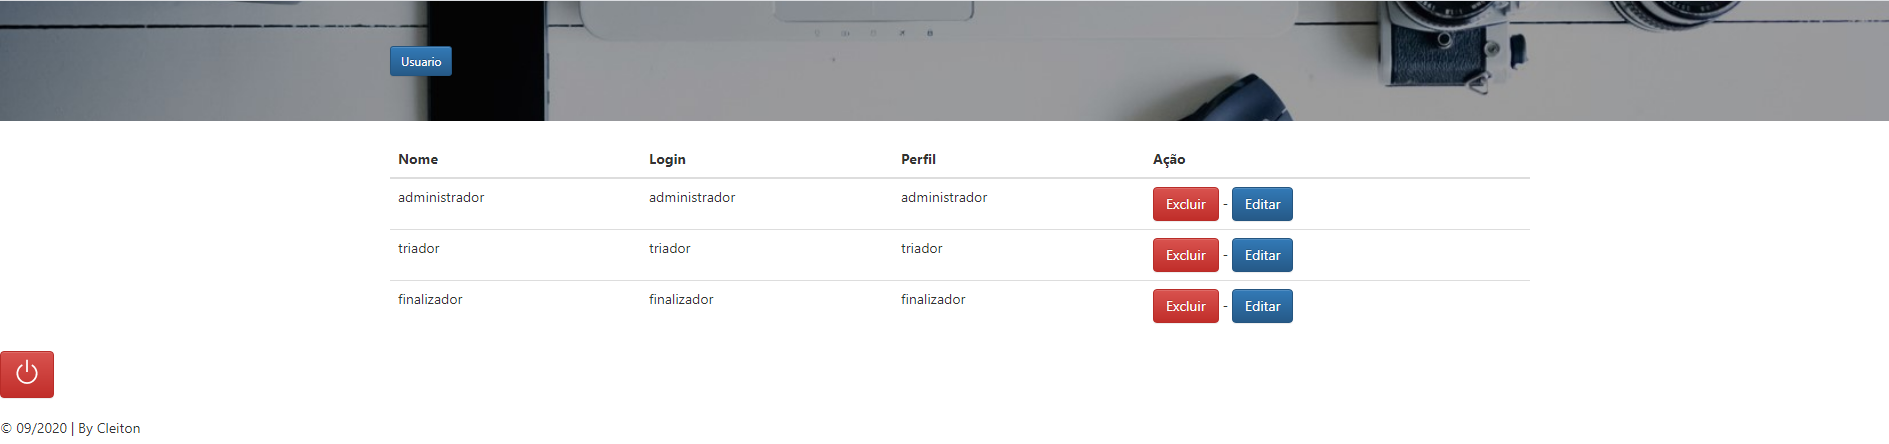 Usuario
Nome Login Perfil Ação
administrador administrador administrador Excluir - Editar
triador triador triador Excluir - Editar
finalizador finalizador finalizador Excluir - Editar
© 09/2020 | By Cleiton